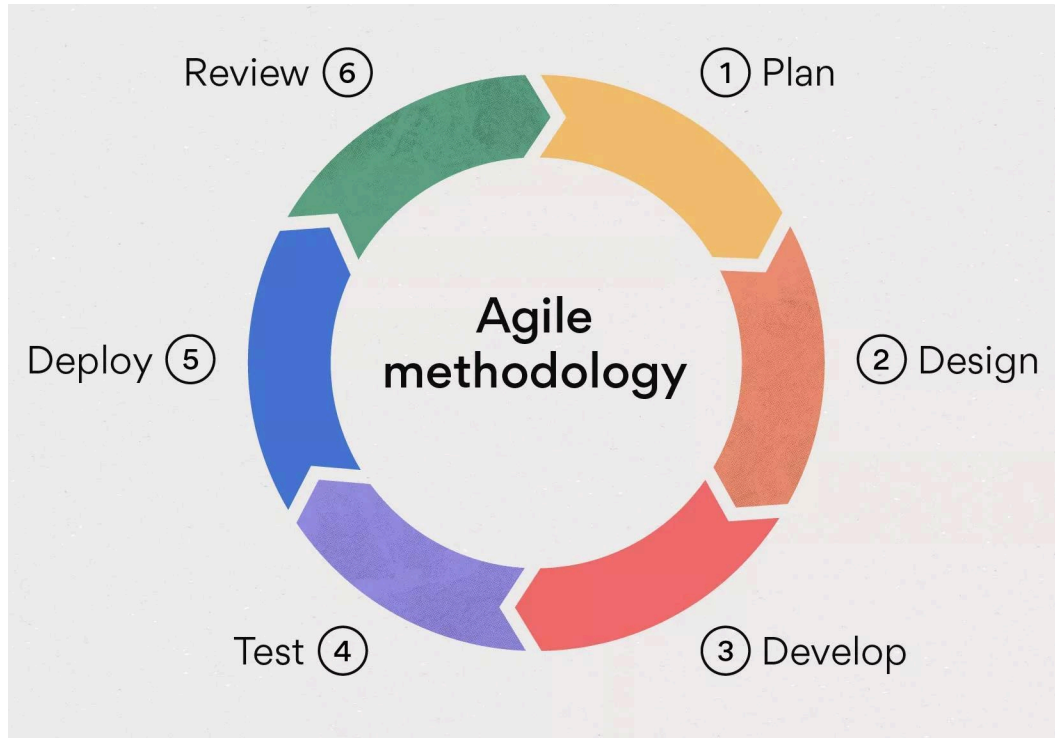 Agile
methodology
1 Plan
2 Design
3 Develop
4 Test
5 Deploy
6 Review